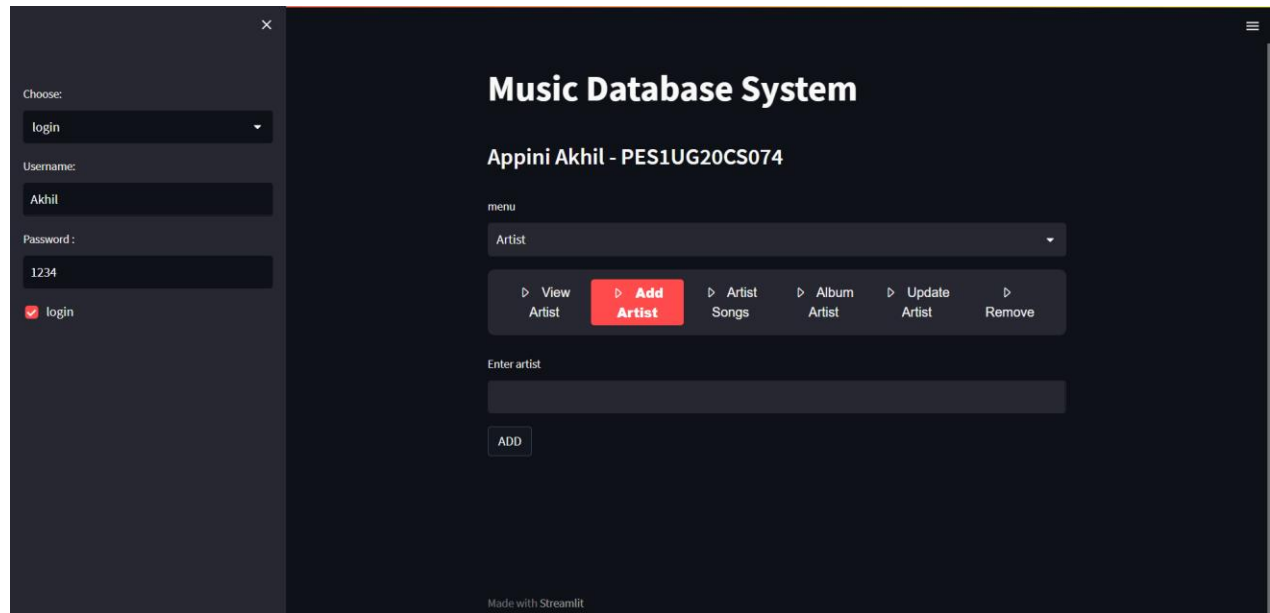 Choose:
login
Username:
Akhil
Password :
1234
login
Music Database System
Appini Akhil - PES1UG20CS074
menu
Artist
View Artist
Add Artist
Artist Songs
Album Artist
Update Artist
Remove
Enter artist
ADD
Made with Streamlit